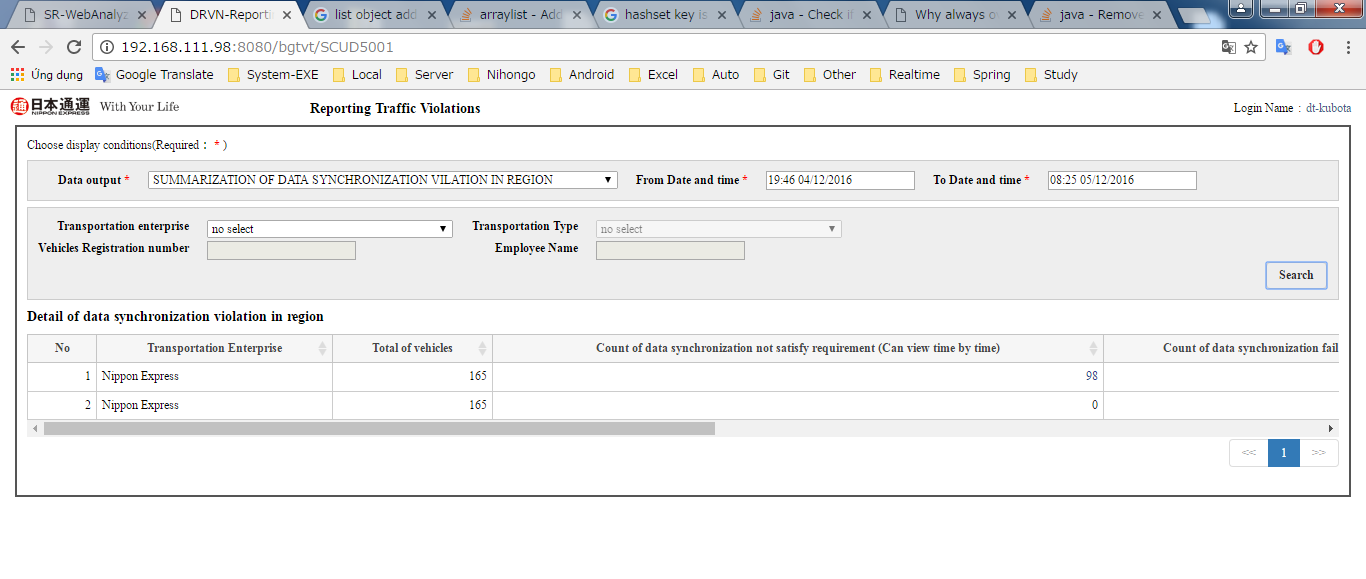 SR-WebAnalyz
DRVN-Reporti
list object add
arraylist - Add
hashset key is
java - Check if
Why always ov
java - Remove
192.168.111.98:8080/bgtvt/SCUD5001
Ứng dụng Google Translate System-EXE Local Server Nihongo Android Excel Auto Git Other Realtime Spring Study
日本通運 NIPPON EXPRESS With Your Life Reporting Traffic Violations Login Name : dt-kubota
Choose display conditions(Required : * )
Data output * SUMMARIZATION OF DATA SYNCHRONIZATION VILATION IN REGION From Date and time * 19:46 04/12/2016 To Date and time * 08:25 05/12/2016
Transportation enterprise no select Transportation Type no select
Vehicles Registration number Employee Name
Search
Detail of data synchronization violation in region
No Transportation Enterprise Total of vehicles Count of data synchronization not satisfy requirement (Can view time by time) Count of data synchronization fail
1 Nippon Express 165 98
2 Nippon Express 165 0
<< 1 >>